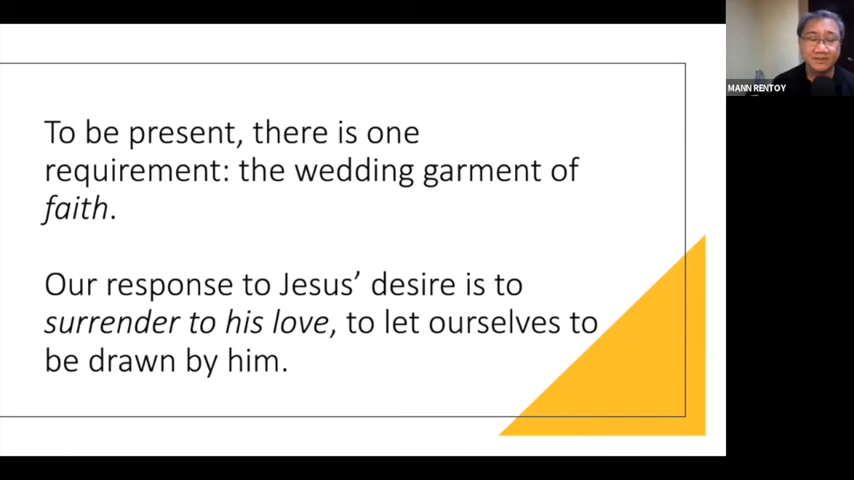 To be present, there is one
requirement: the wedding garment of
faith.
Our response to Jesus’ desire is to
surrender to his love, to let ourselves to
be drawn by him.
MANN RENTOY